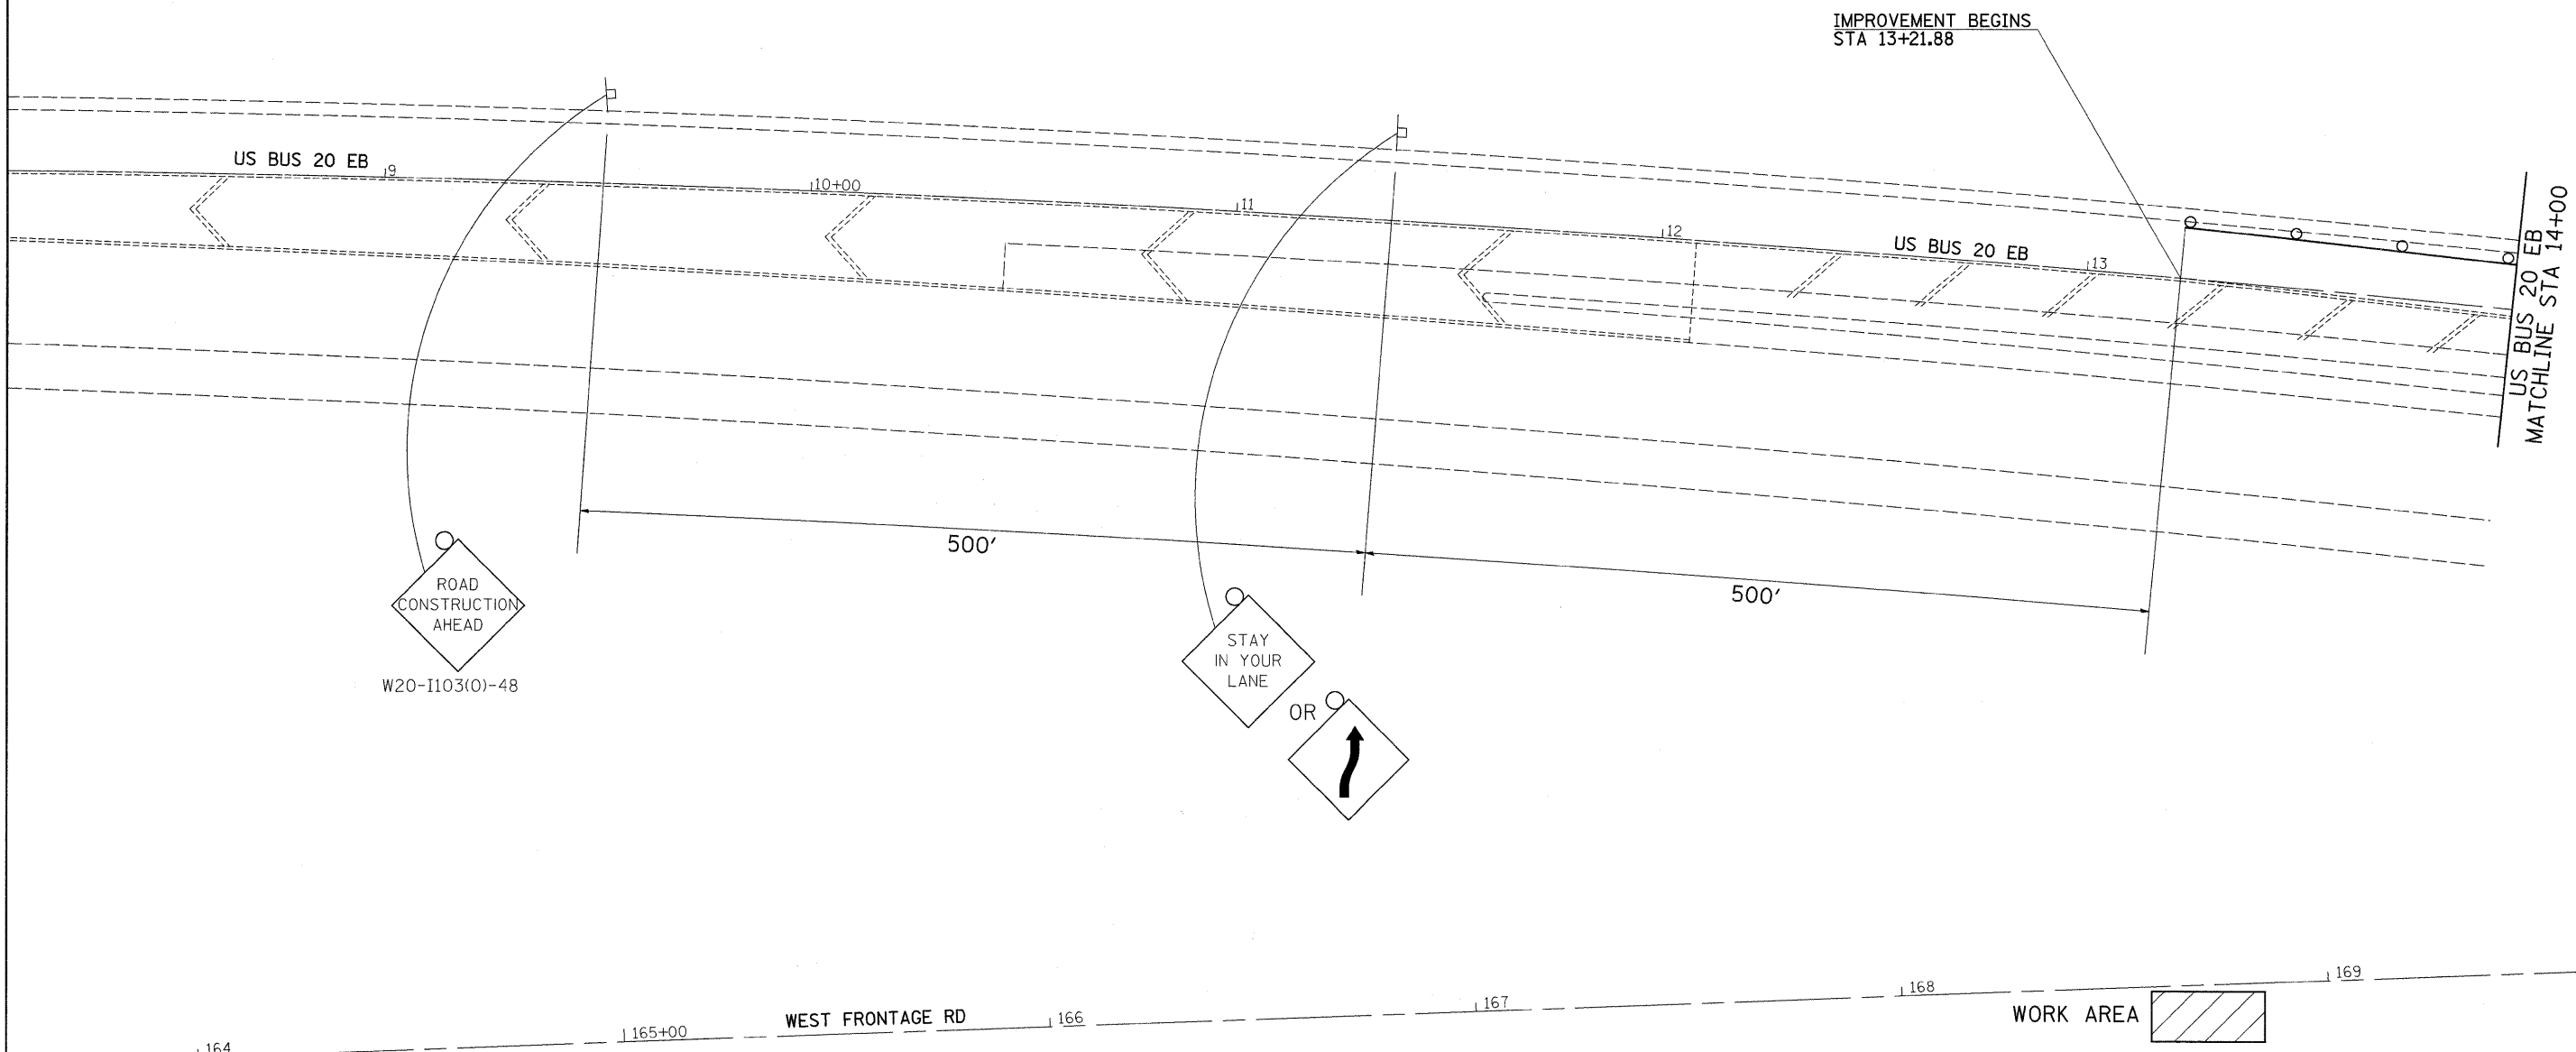 IMPROVEMENT BEGINS
STA 13+21.88
US BUS 20 EB
9
10+00
11
12
US BUS 20 EB
13
US BUS 20 EB
MATCHLINE STA 14+00
500'
500'
ROAD
CONSTRUCTION
AHEAD
W20-I103(O)-48
STAY
IN YOUR
LANE
OR
164
165+00
WEST FRONTAGE RD
166
167
168
169
WORK AREA